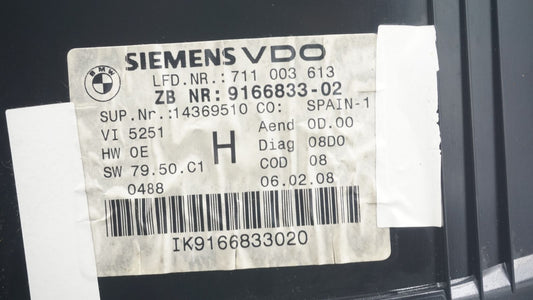 SIEMENS VDO
BMW
LFD.NR.:711 003 613
ZB NR:9166833-02
SUP.Nr.:14369510 CO: SPAIN-1
VI 5251 Aend 0D.00
HW 0E H Diag 08D0
SW 79.50.C1 COD 08
0488 06.02.08
IK9166833020